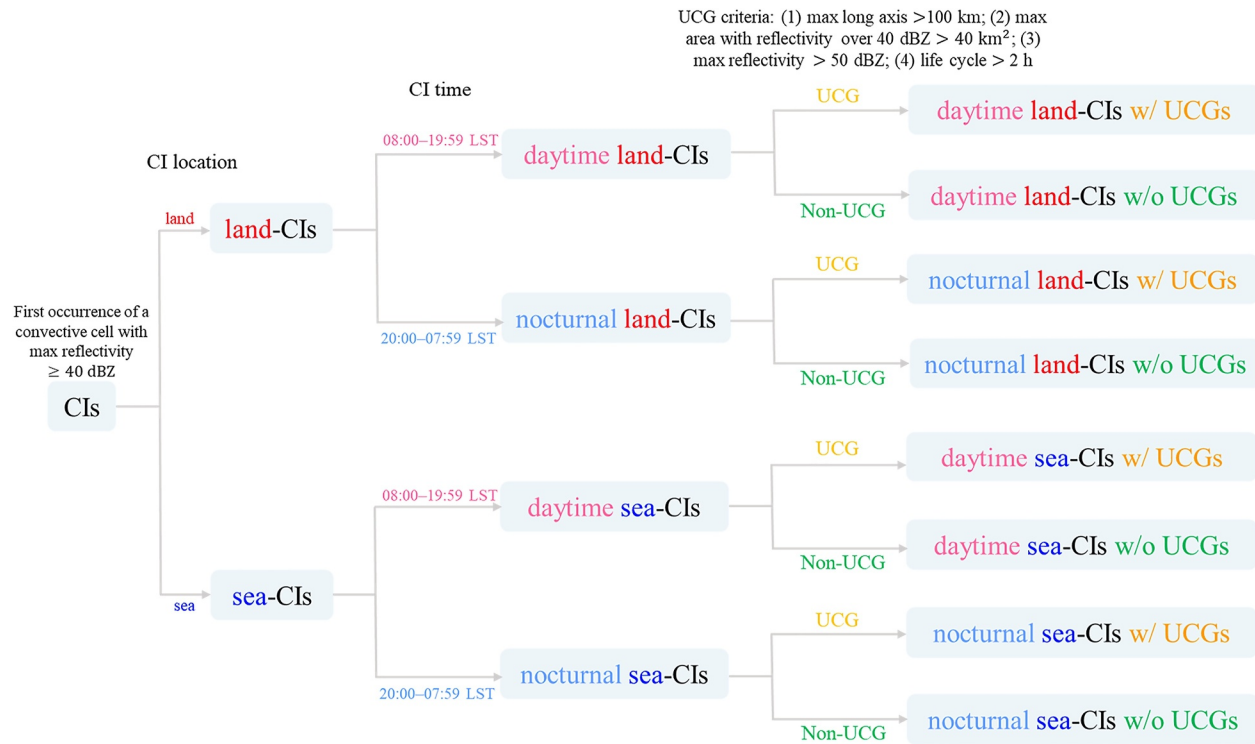 UCG criteria: (1) max long axis >100 km; (2) max
area with reflectivity over 40 dBZ > 40 km²; (3)
max reflectivity > 50 dBZ; (4) life cycle > 2 h
CI time
CI location
First occurrence of a
convective cell with
max reflectivity
≥ 40 dBZ
CIs
land
land-CIs
sea
sea-CIs
08:00–19:59 LST
daytime land-CIs
20:00–07:59 LST
nocturnal land-CIs
08:00–19:59 LST
daytime sea-CIs
20:00–07:59 LST
nocturnal sea-CIs
UCG
daytime land-CIs w/ UCGs
Non-UCG
daytime land-CIs w/o UCGs
UCG
nocturnal land-CIs w/ UCGs
Non-UCG
nocturnal land-CIs w/o UCGs
UCG
daytime sea-CIs w/ UCGs
Non-UCG
daytime sea-CIs w/o UCGs
UCG
nocturnal sea-CIs w/ UCGs
Non-UCG
nocturnal sea-CIs w/o UCGs